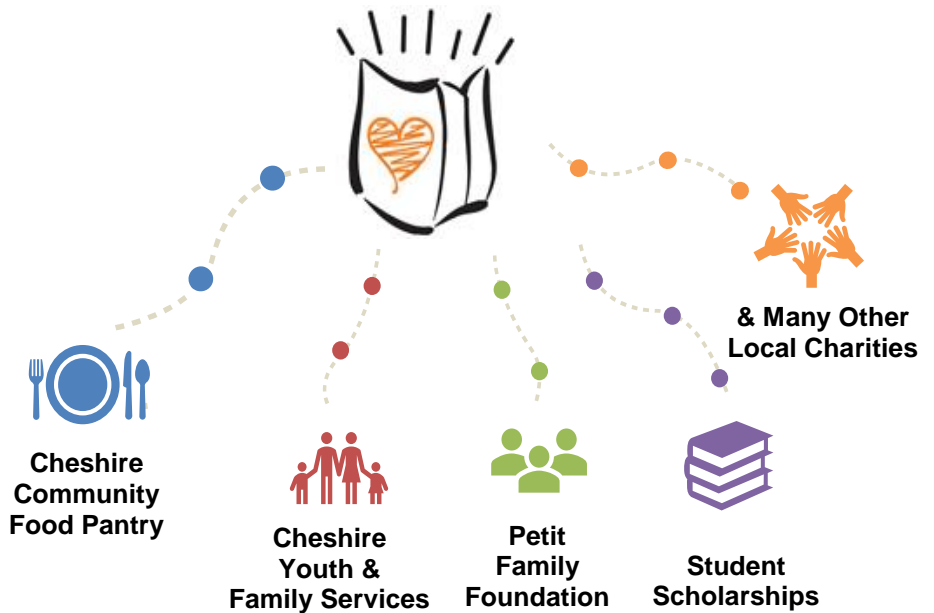 Cheshire
Community
Food Pantry
Cheshire
Youth &
Family Services
Petit
Family
Foundation
Student
Scholarships
& Many Other
Local Charities